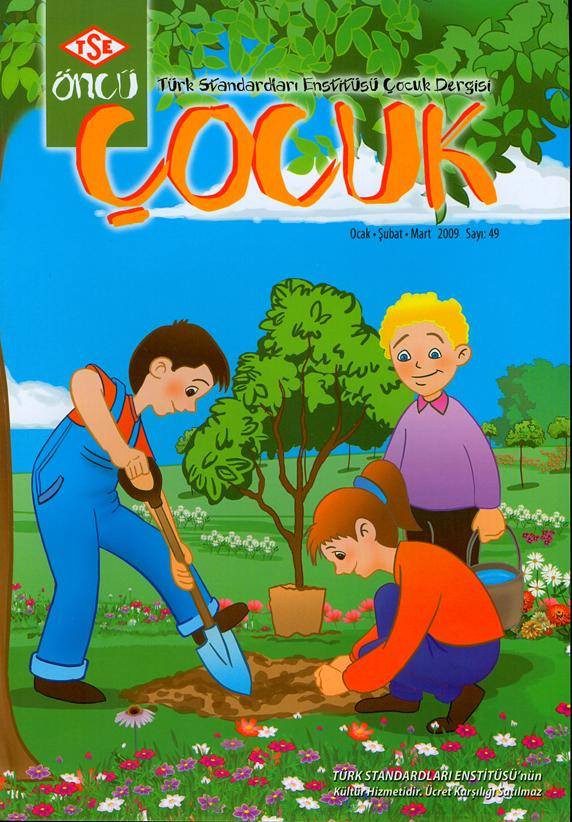 TSE
öncü
Türk Standardları Enstitüsü Çocuk Dergisi
ÇOCUK
Ocak • Şubat • Mart 2009 Sayı: 49
TÜRK STANDARDLARI ENSTİTÜSÜ'nün
Kültür Hizmetidir. Ücret Karşılığı Satılmaz